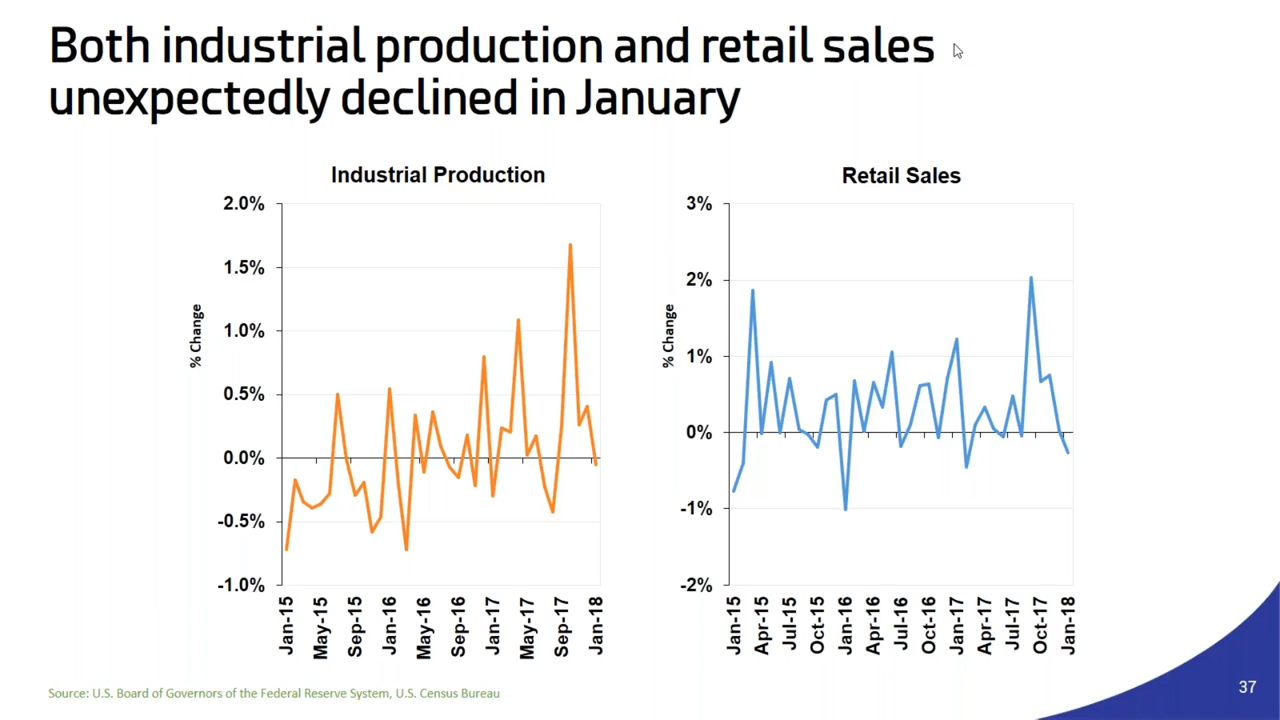 Both industrial production and retail sales
unexpectedly declined in January
Industrial Production
2.0%
1.5%
1.0%
0.5%
0.0%
-0.5%
-1.0%
% Change
Jan-15
May-15
Sep-15
Jan-16
May-16
Sep-16
Jan-17
May-17
Sep-17
Jan-18
Retail Sales
3%
2%
1%
0%
-1%
-2%
% Change
Jan-15
Apr-15
Jul-15
Oct-15
Jan-16
Apr-16
Jul-16
Oct-16
Jan-17
Apr-17
Jul-17
Oct-17
Jan-18
Source: U.S. Board of Governors of the Federal Reserve System, U.S. Census Bureau
37